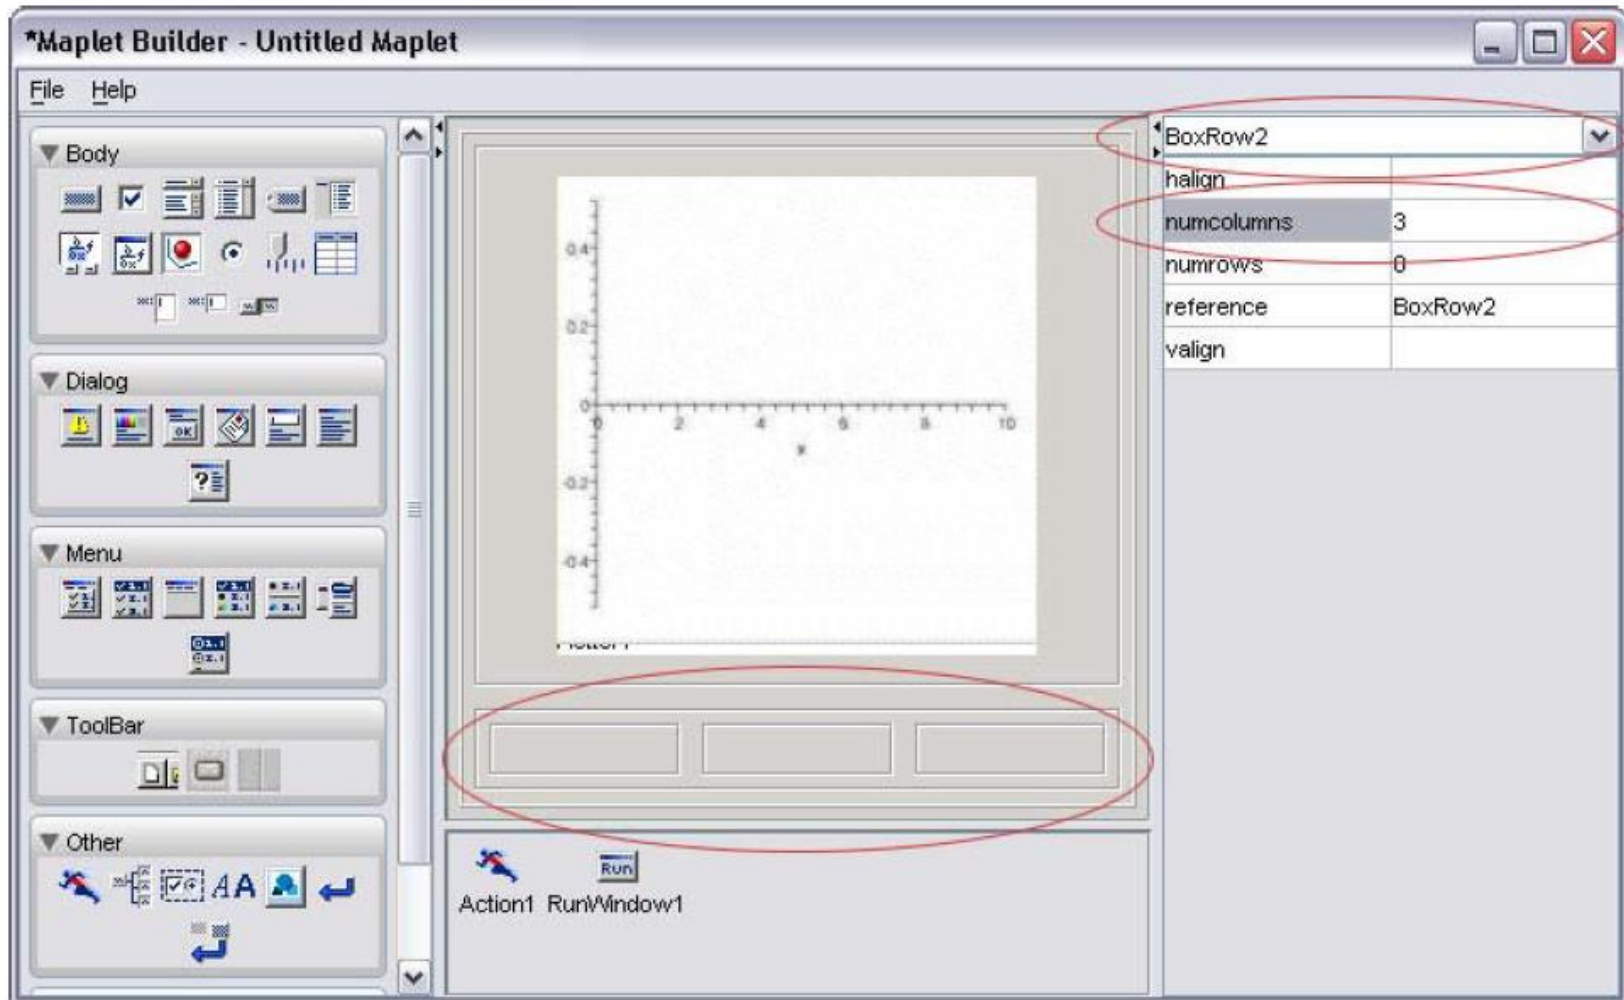 *Maplet Builder - Untitled Maplet
File Help
Body
Dialog
OK
?
Menu
ToolBar
Other
A A
0.4
0.2
0
-0.2
-0.4
0 2 4 6 8 10
x
Action1 RunWindow1
Run
BoxRow2
halign
numcolumns 3
numrows 0
reference BoxRow2
valign